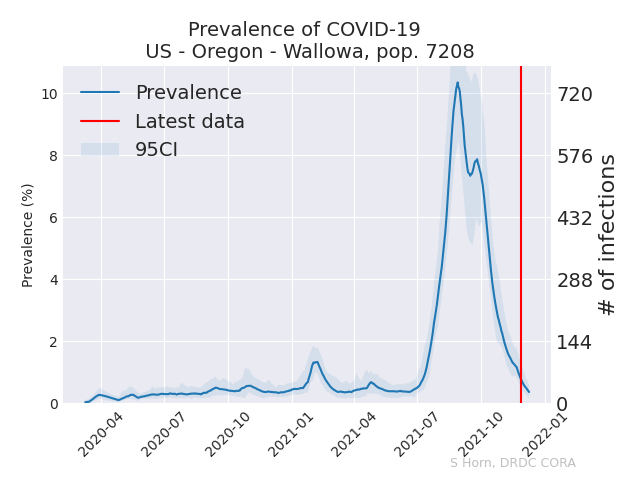 Prevalence of COVID-19
US - Oregon - Wallowa, pop. 7208
Prevalence
Latest data
95CI
Prevalence (%)
10
8
6
4
2
0
720
576
432
288
144
0
# of infections
2020-04
2020-07
2020-10
2021-01
2021-04
2021-07
2021-10
2022-01
S Horn, DRDC CORA